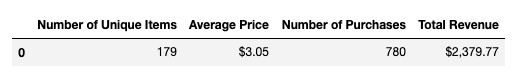 Number of Unique Items Average Price Number of Purchases Total Revenue
0 179 $3.05 780 $2,379.77